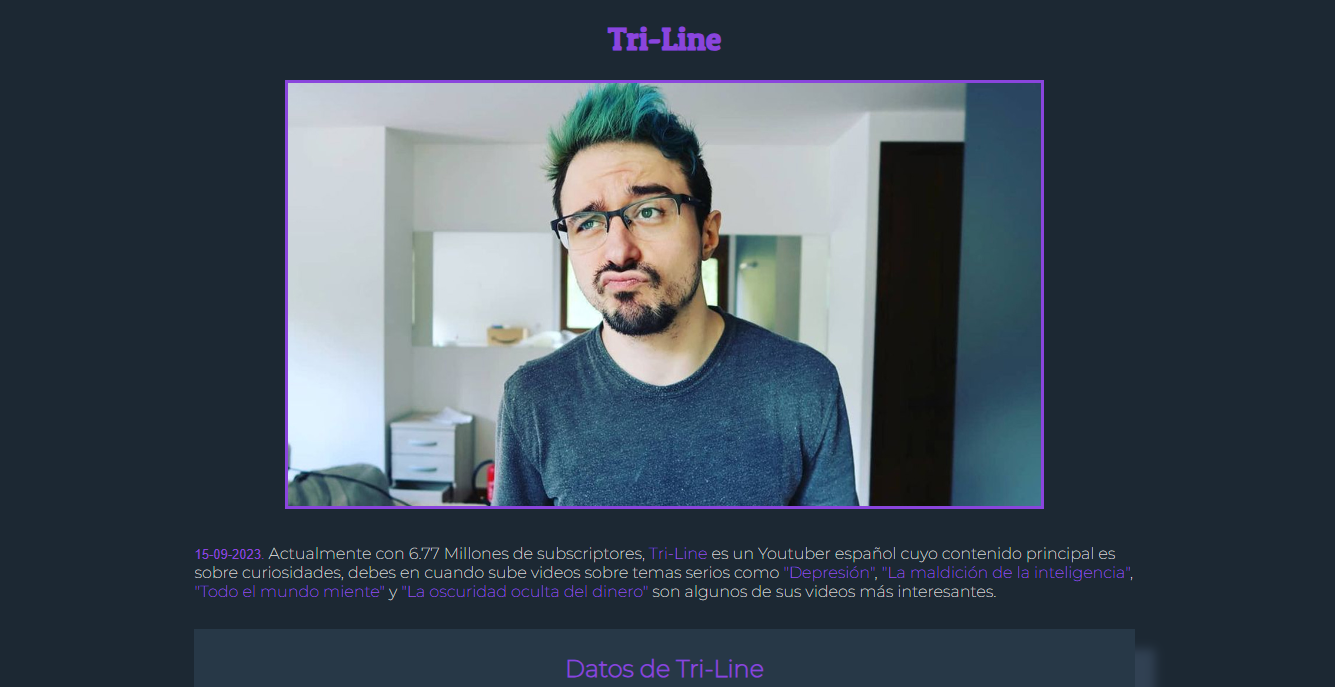 Tri-Line
15-09-2023. Actualmente con 6.77 Millones de subscriptores, Tri-Line es un Youtuber español cuyo contenido principal es
sobre curiosidades, debes en cuando sube videos sobre temas serios como "Depresión", "La maldición de la inteligencia",
"Todo el mundo miente" y "La oscuridad oculta del dinero" son algunos de sus videos más interesantes.
Datos de Tri-Line